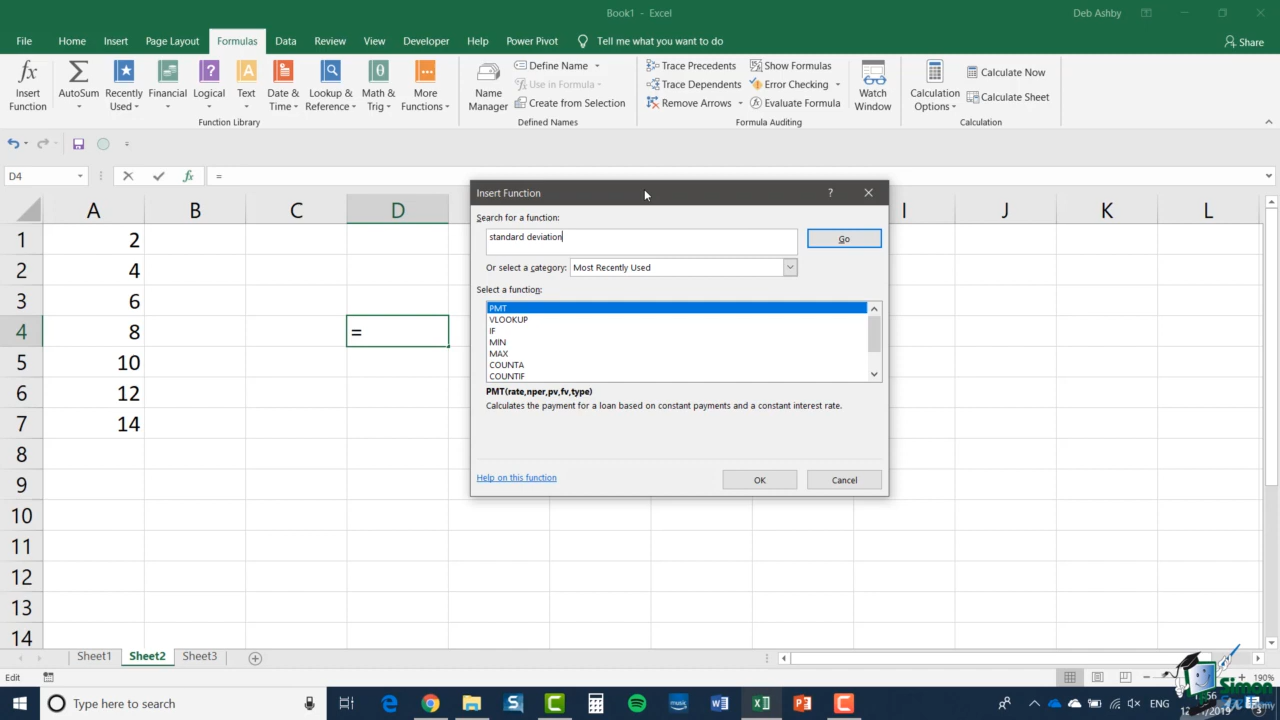 Book1 - Excel
Deb Ashby
File Home Insert Page Layout Formulas Data Review View Developer Help Power Pivot Tell me what you want to do Share
Insert Function
AutoSum
Recently Used
Financial
Logical
Text
Date & Time
Lookup & Reference
Math & Trig
More Functions
Function Library
Name Manager
Define Name
Use in Formula
Create from Selection
Defined Names
Trace Precedents
Trace Dependents
Remove Arrows
Show Formulas
Error Checking
Evaluate Formula
Formula Auditing
Watch Window
Calculation Options
Calculate Now
Calculate Sheet
Calculation
D4 fx =
A B C D I J K L
1 2
2 4
3 6
4 8 =
5 10
6 12
7 14
8
9
10
11
12
13
14
Insert Function ?
Search for a function:
standard deviation Go
Or select a category: Most Recently Used
Select a function:
PMT
VLOOKUP
IF
MIN
MAX
COUNTA
COUNTIF
PMT(rate,nper,pv,fv,type)
Calculates the payment for a loan based on constant payments and a constant interest rate.
Help on this function OK Cancel
Sheet1 Sheet2 Sheet3
Edit 190%
Type here to search
ENG